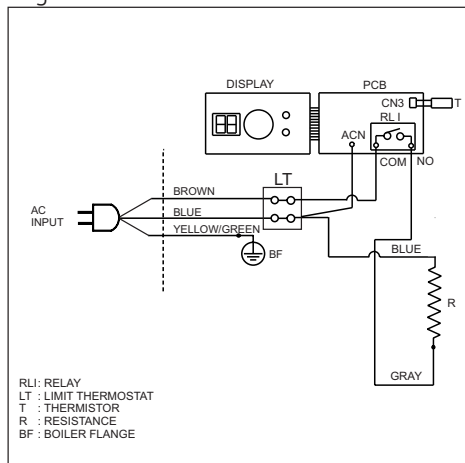 DISPLAY
PCB
CN3
T
RL I
ACN
COM
NO
LT
AC
INPUT
BROWN
BLUE
YELLOW/GREEN
BF
BLUE
R
GRAY
RLI: RELAY
LT : LIMIT THERMOSTAT
T : THERMISTOR
R : RESISTANCE
BF : BOILER FLANGE